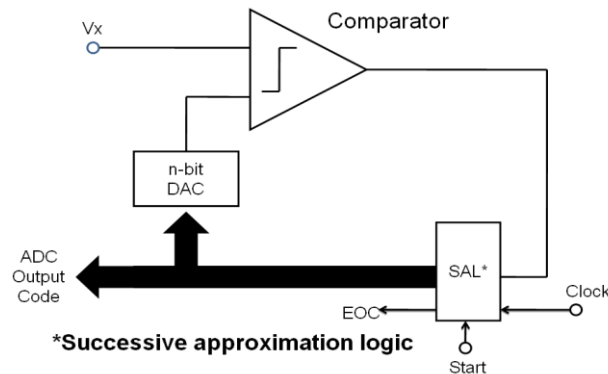 Vx
Comparator
n-bit
DAC
ADC
Output
Code
SAL*
EOC
Clock
*Successive approximation logic
Start